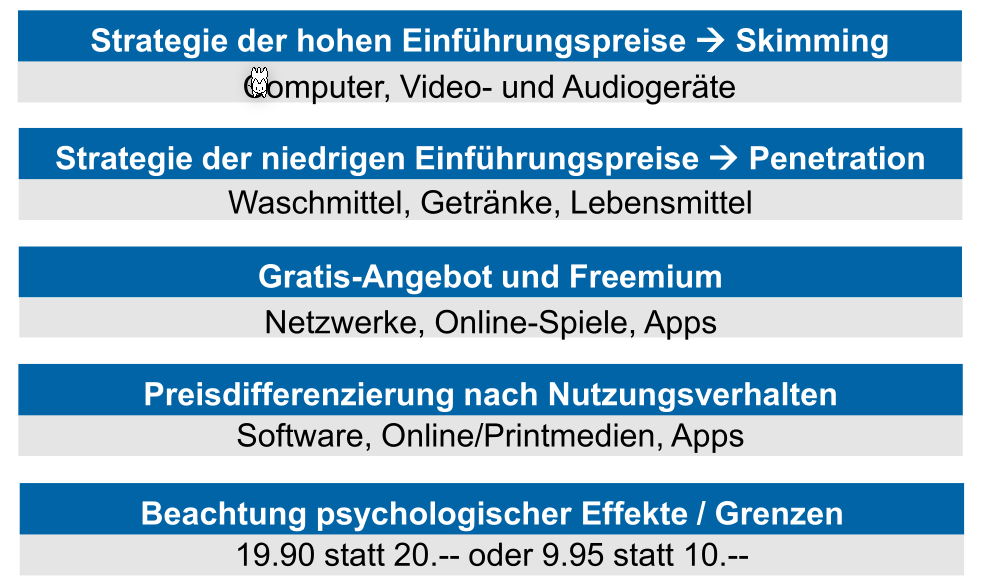 Strategie der hohen Einführungspreise → Skimming
Computer, Video- und Audiogeräte
Strategie der niedrigen Einführungspreise → Penetration
Waschmittel, Getränke, Lebensmittel
Gratis-Angebot und Freemium
Netzwerke, Online-Spiele, Apps
Preisdifferenzierung nach Nutzungsverhalten
Software, Online/Printmedien, Apps
Beachtung psychologischer Effekte / Grenzen
19.90 statt 20.-- oder 9.95 statt 10.--